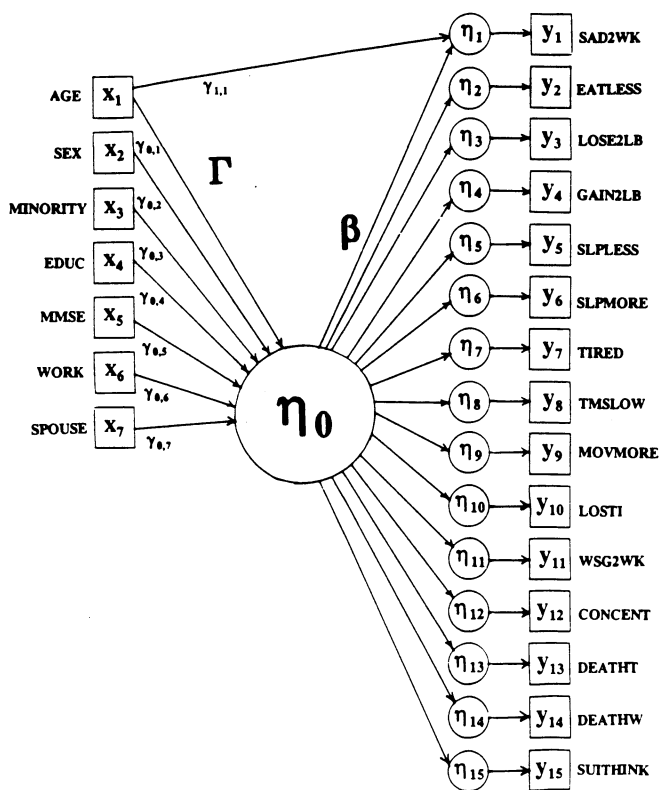 η1 y1 SAD2WK
AGE x1 γ1,1 η2 y2 EATLESS
SEX x2 γ0,1 Γ η3 y3 LOSE2LB
MINORITY x3 γ0,2 β η4 y4 GAIN2LB
EDUC x4 γ0,3 η5 y5 SLPLESS
MMSE x5 γ0,4 η6 y6 SLPMORE
WORK x6 γ0,5 η7 y7 TIRED
SPOUSE x7 γ0,6 η0 η8 y8 TMSLOW
γ0,7 η9 y9 MOVMORE
η10 y10 LOSTI
η11 y11 WSG2WK
η12 y12 CONCENT
η13 y13 DEATHT
η14 y14 DEATHW
η15 y15 SUITHINK